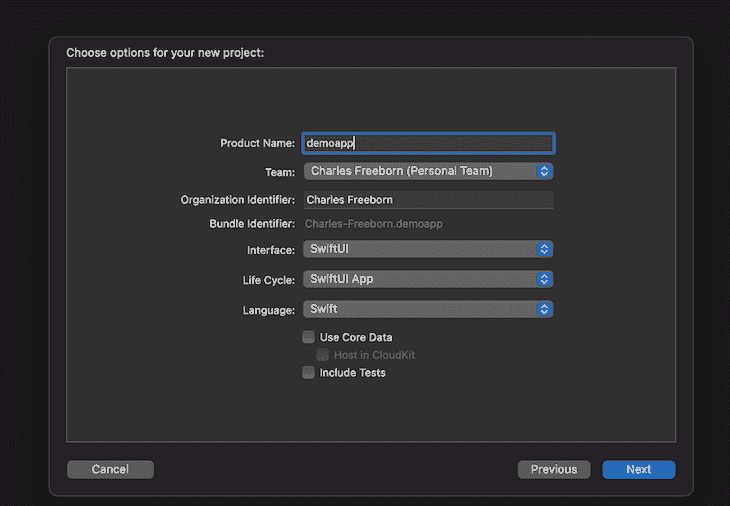 Choose options for your new project:
Product Name: demoapp
Team: Charles Freeborn (Personal Team)
Organization Identifier: Charles Freeborn
Bundle Identifier: Charles-Freeborn.demoapp
Interface: SwiftUI
Life Cycle: SwiftUI App
Language: Swift
Use Core Data
Host in CloudKit
Include Tests
Cancel Previous Next